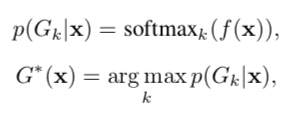 p(G_k|x) = softmax_k(f(x)),
G*(x) = arg max_k p(G_k|x),